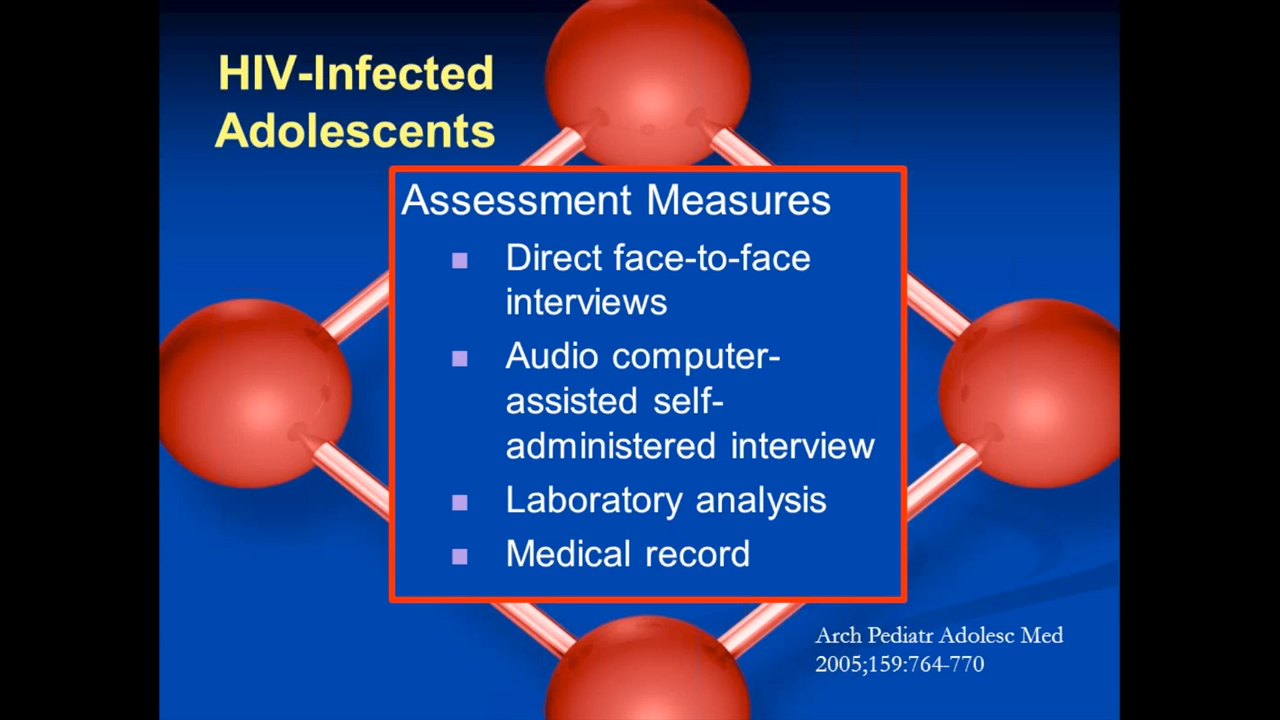 HIV-Infected
Adolescents
Assessment Measures
Direct face-to-face
interviews
Audio computer-
assisted self-
administered interview
Laboratory analysis
Medical record
Arch Pediatr Adolesc Med
2005;159:764-770